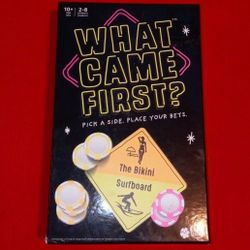 10+
2-8
WHAT
CAME
FIRST?
PICK A SIDE. PLACE YOUR BETS.
The Bikini
Surfboard